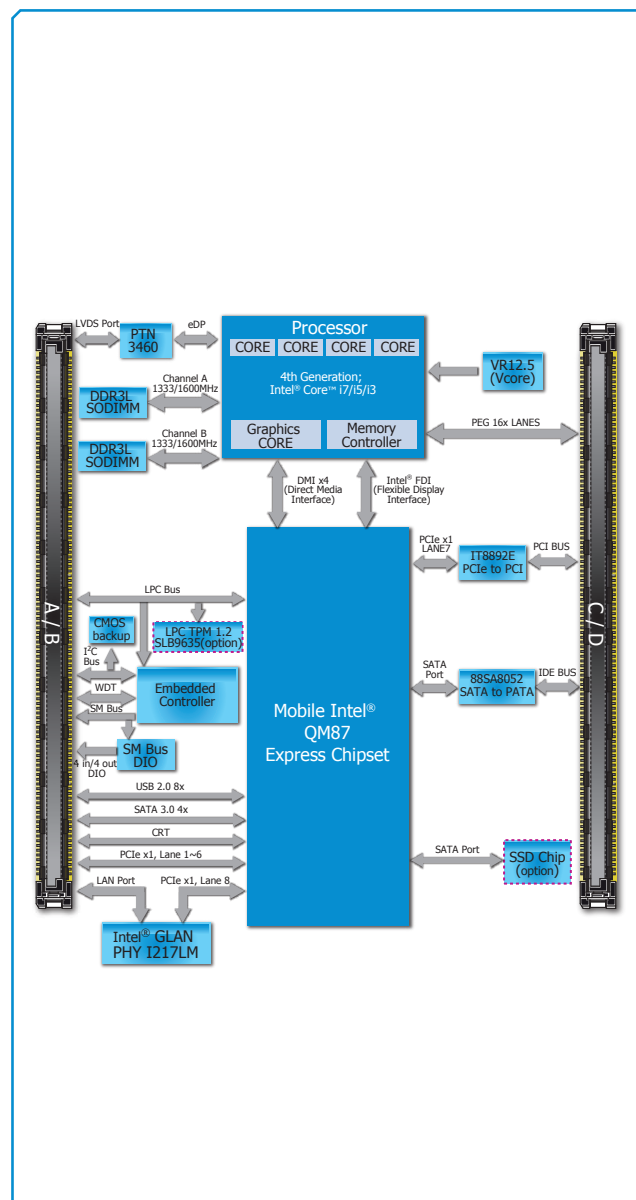 Processor
CORE CORE CORE CORE
4th Generation;
Intel® Core™ i7/i5/i3
Graphics
CORE
Memory
Controller
LVDS Port
PTN
3460
eDP
DDR3L
SODIMM
Channel A
1333/1600MHz
DDR3L
SODIMM
Channel B
1333/1600MHz
VR12.5
(Vcore)
PEG 16x LANES
DMI x4
(Direct Media
Interface)
Intel® FDI
(Flexible Display
Interface)
A / B
C / D
Mobile Intel®
QM87
Express Chipset
PCIe x1
LANE7
IT8892E
PCIe to PCI
PCI BUS
LPC Bus
CMOS
backup
LPC TPM 1.2
SLB9635(option)
I²C
Bus
WDT
SM Bus
Embedded
Controller
SATA
Port
88SA8052
SATA to PATA
IDE BUS
4 in/4 out
DIO
SM Bus
DIO
USB 2.0 8x
SATA 3.0 4x
CRT
PCIe x1, Lane 1~6
LAN Port
PCIe x1, Lane 8
Intel® GLAN
PHY I217LM
SATA Port
SSD Chip
(option)